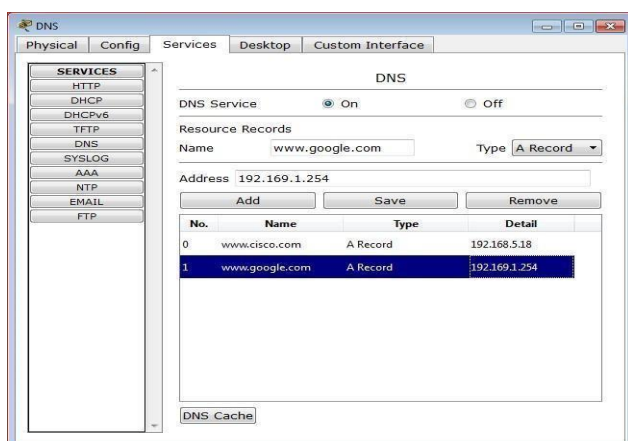 DNS
Physical Config Services Desktop Custom Interface
SERVICES
HTTP
DHCP
DHCPv6
TFTP
DNS
SYSLOG
AAA
NTP
EMAIL
FTP
DNS
DNS Service On Off
Resource Records
Name www.google.com Type A Record
Address 192.169.1.254
Add Save Remove
No. Name Type Detail
0 www.cisco.com A Record 192.168.5.18
1 www.google.com A Record 192.169.1.254
DNS Cache